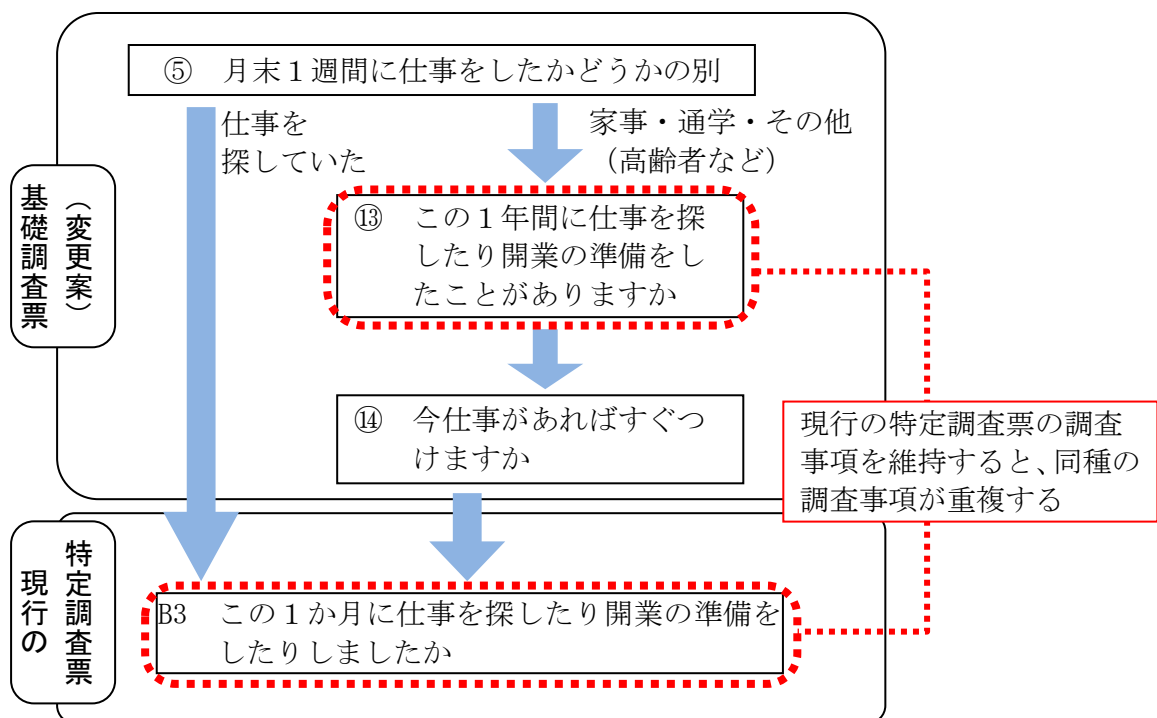 ⑤　月末１週間に仕事をしたかどうかの別
仕事を
探していた
家事・通学・その他
（高齢者など）
基礎調査票
（変更案）
⑬　この１年間に仕事を探
したり開業の準備をし
たことがありますか
⑭　今仕事があればすぐつ
けますか
現行の特定調査票の調査
事項を維持すると、同種の
調査事項が重複する
現行の
特定調査票
B3　この１か月に仕事を探したり開業の準備を
したりしましたか